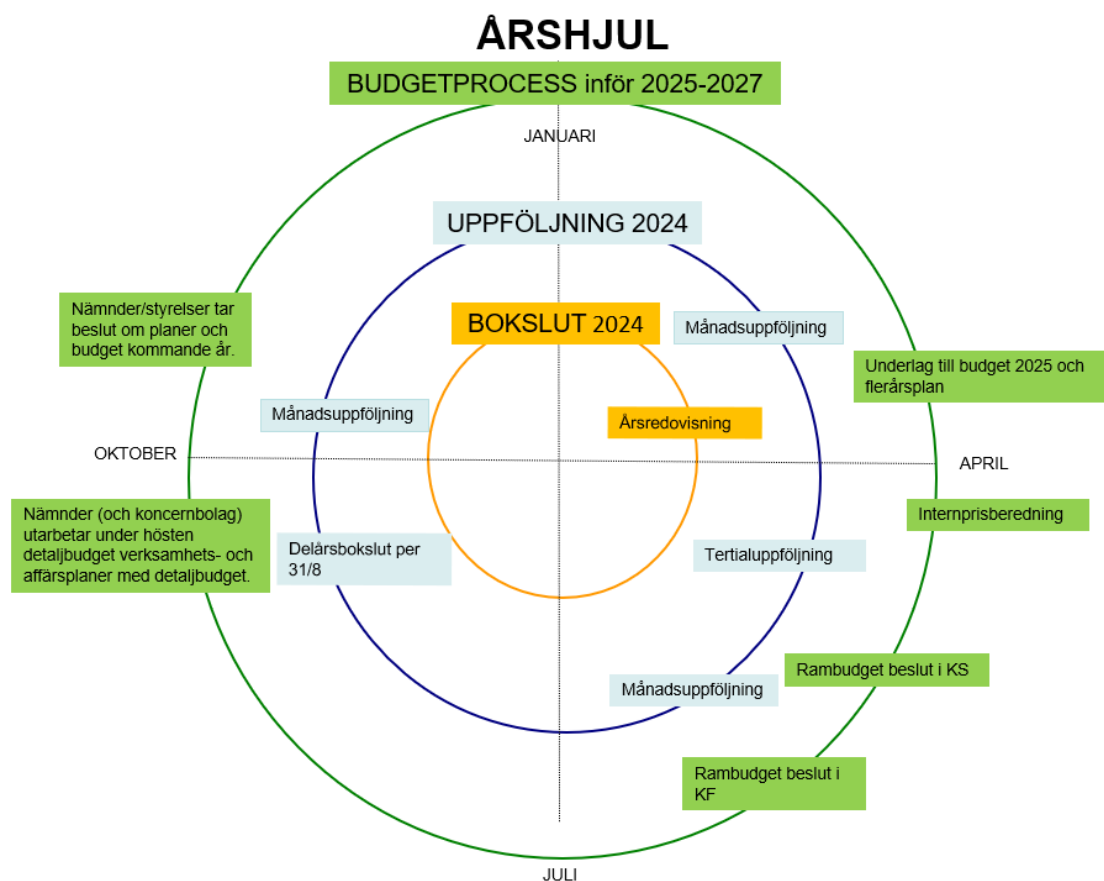 ÅRSHJUL
BUDGETPROCESS inför 2025-2027
JANUARI
UPPFÖLJNING 2024
Nämnder/styrelser tar
beslut om planer och
budget kommande år.
BOKSLUT 2024
Månadsuppföljning
Underlag till budget 2025 och
flerårsplan
Månadsuppföljning
Årsredovisning
OKTOBER
APRIL
Nämnder (och koncernbolag)
utarbetar under hösten
detaljbudget verksamhets- och
affärsplaner med detaljbudget.
Internprisberedning
Delårsbokslut per
31/8
Tertialuppföljning
Rambudget beslut i KS
Månadsuppföljning
Rambudget beslut i
KF
JULI